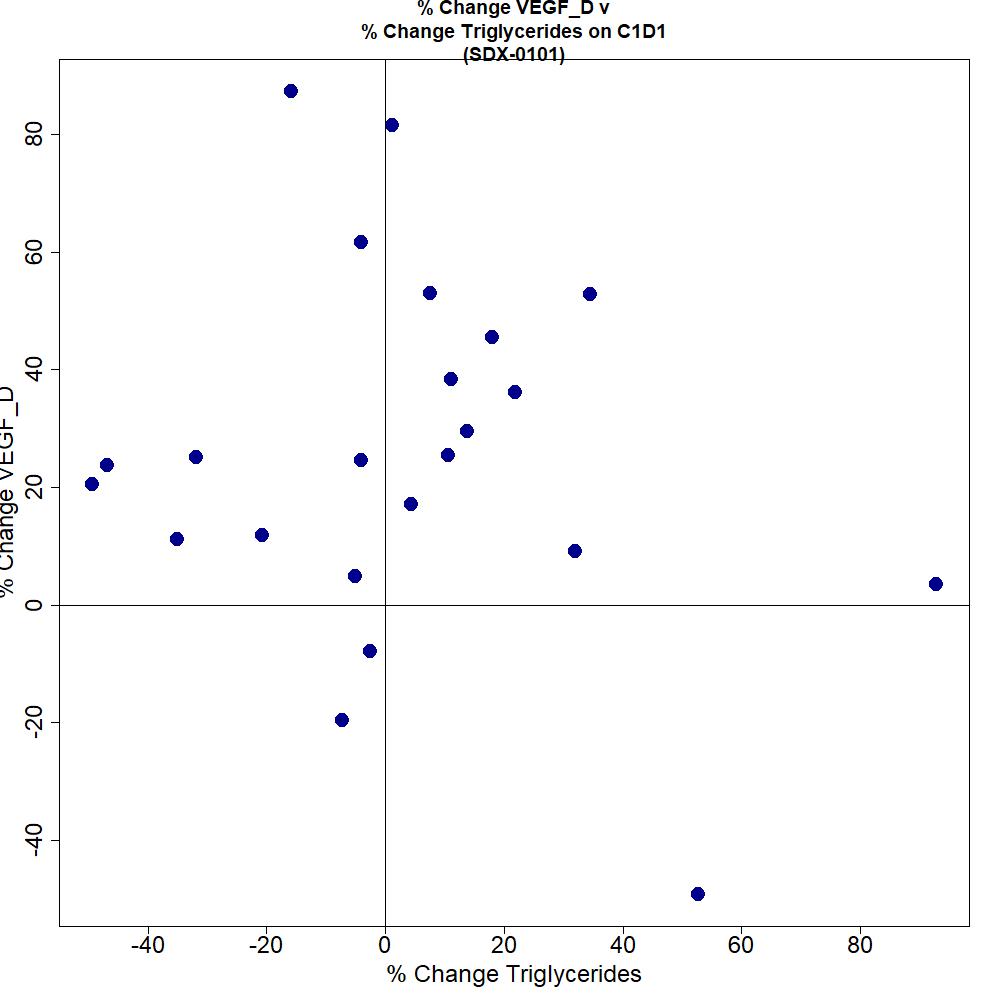 % Change VEGF_D v
% Change Triglycerides on C1D1
(SDX-0101)
% Change VEGF_D
80
60
40
20
0
-20
-40
-40
-20
0
20
40
60
80
% Change Triglycerides